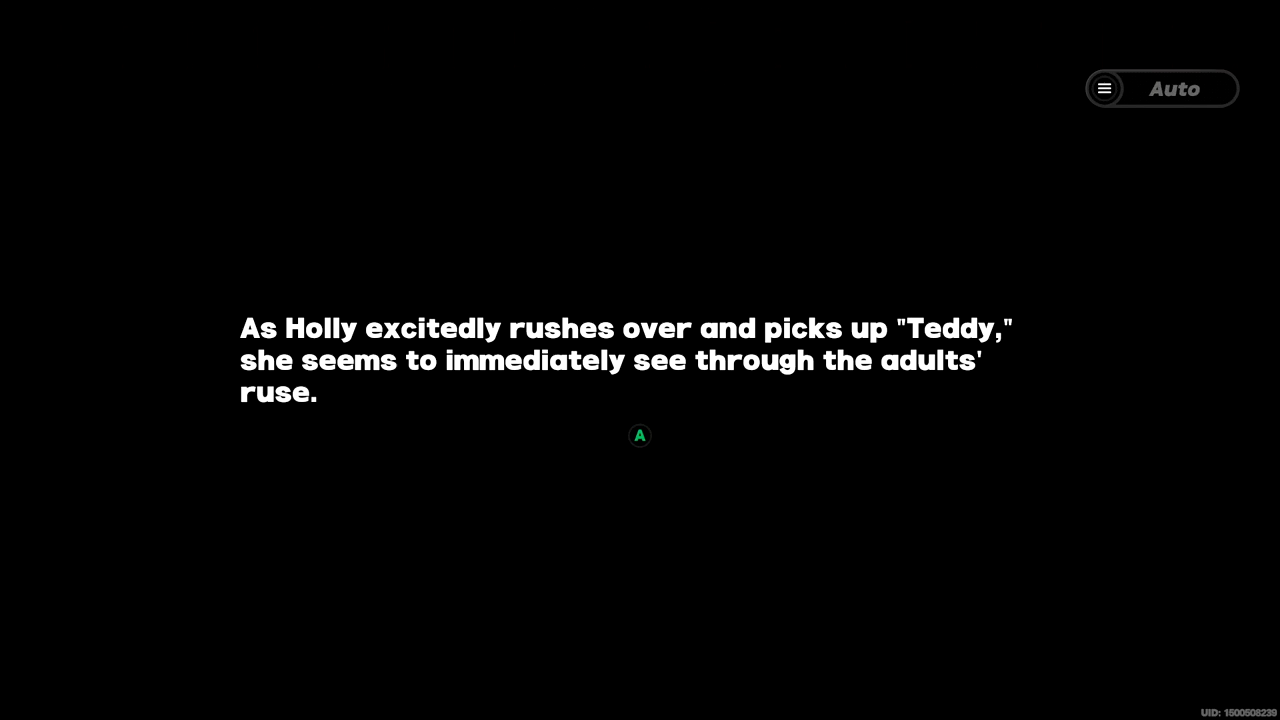 Auto
As Holly excitedly rushes over and picks up "Teddy,"
she seems to immediately see through the adults'
ruse.
A
UID: 1500508239